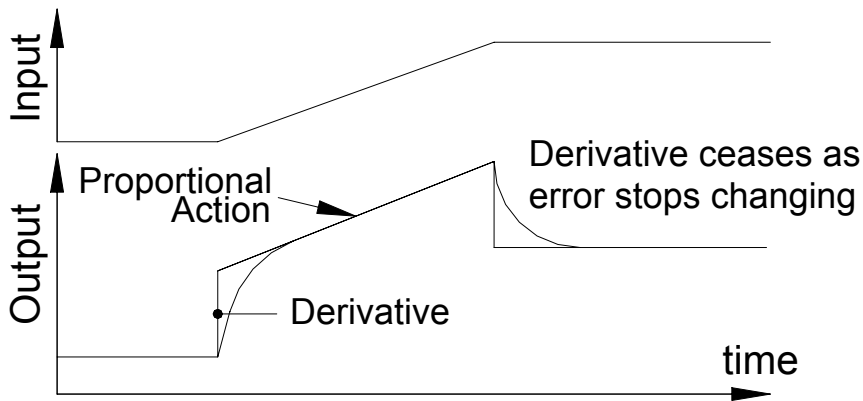 Input
Output
Proportional
Action
Derivative
Derivative ceases as
error stops changing
time